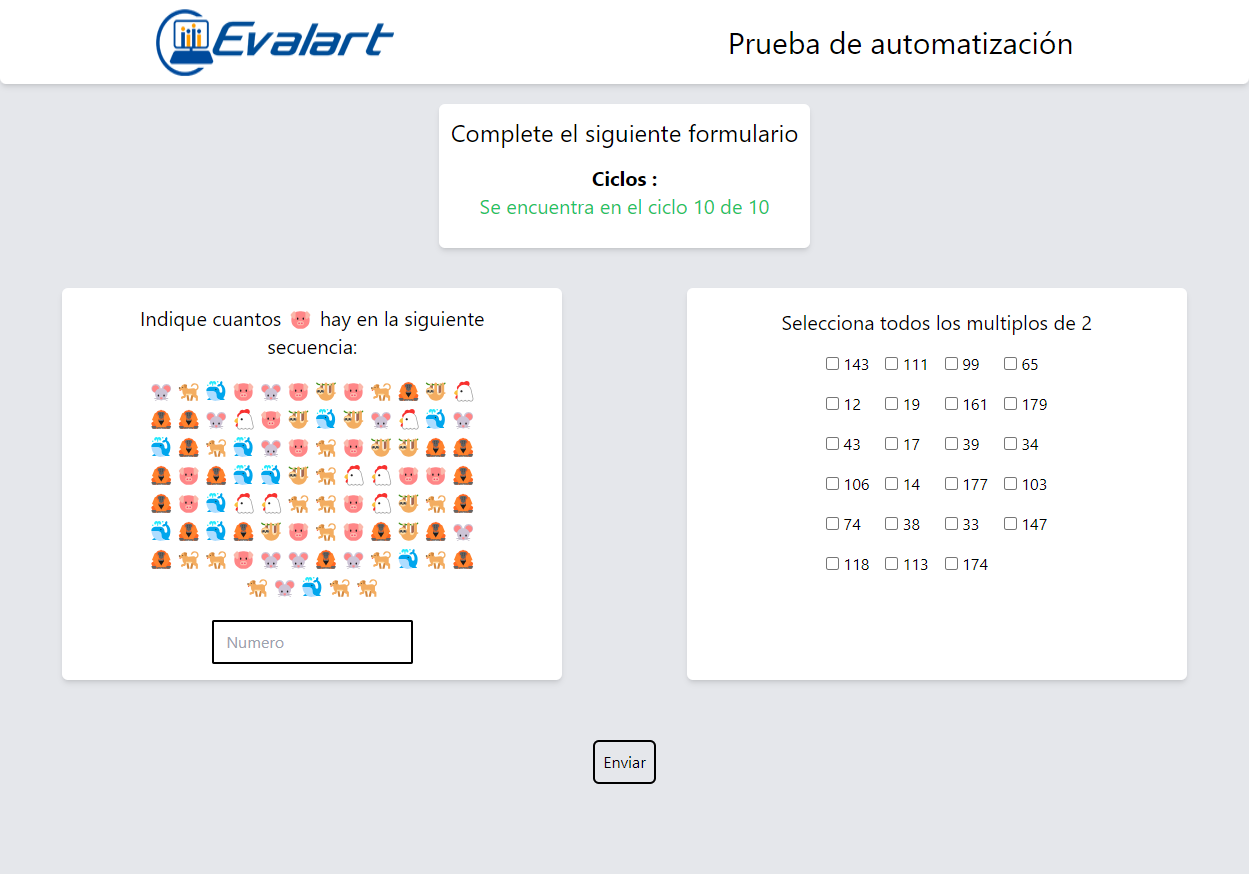 Evalart
Prueba de automatización
Complete el siguiente formulario
Ciclos :
Se encuentra en el ciclo 10 de 10
Indique cuantos hay en la siguiente
secuencia:
Numero
Selecciona todos los multiplos de 2
143 111 99 65
12 19 161 179
43 17 39 34
106 14 177 103
74 38 33 147
118 113 174
Enviar